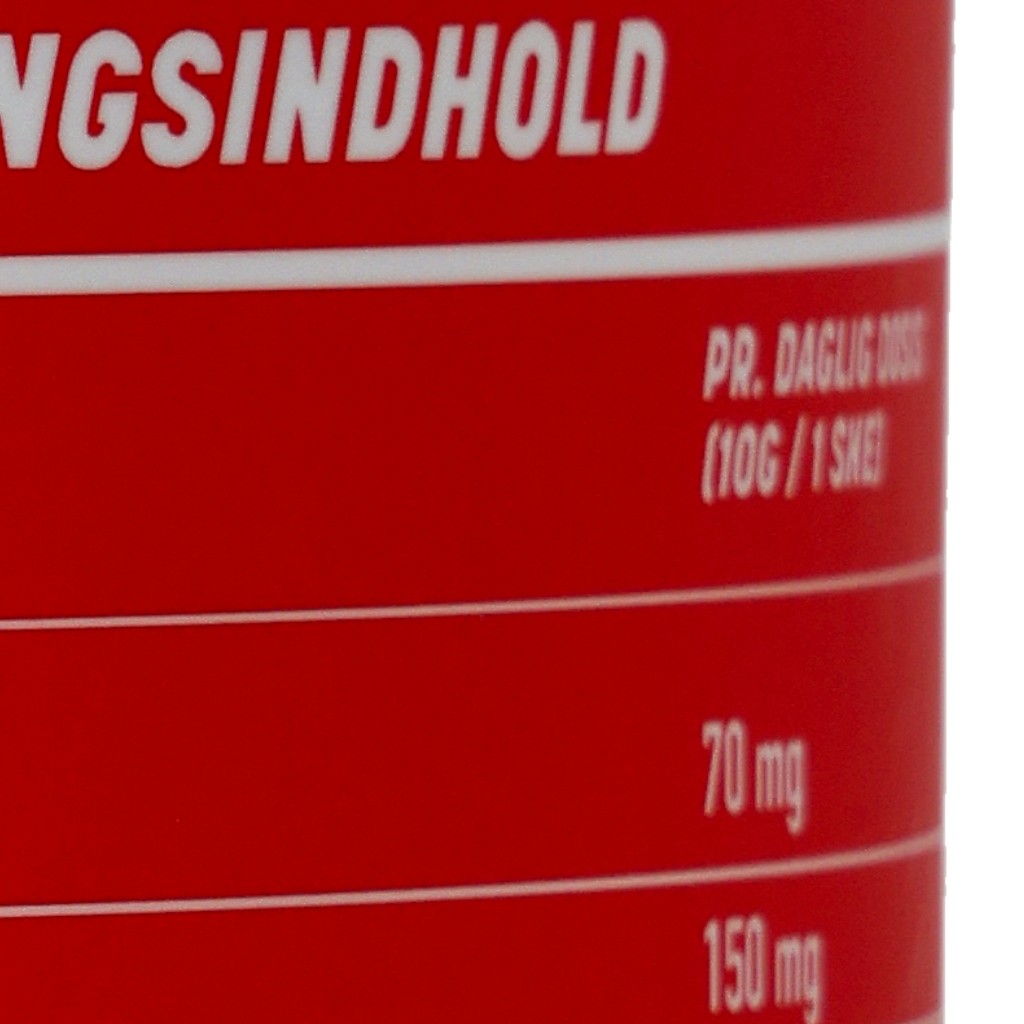 NGSINDHOLD
PR. DAGLIG DOSIS
(10G / 1 SKE)
70 mg
150 mg